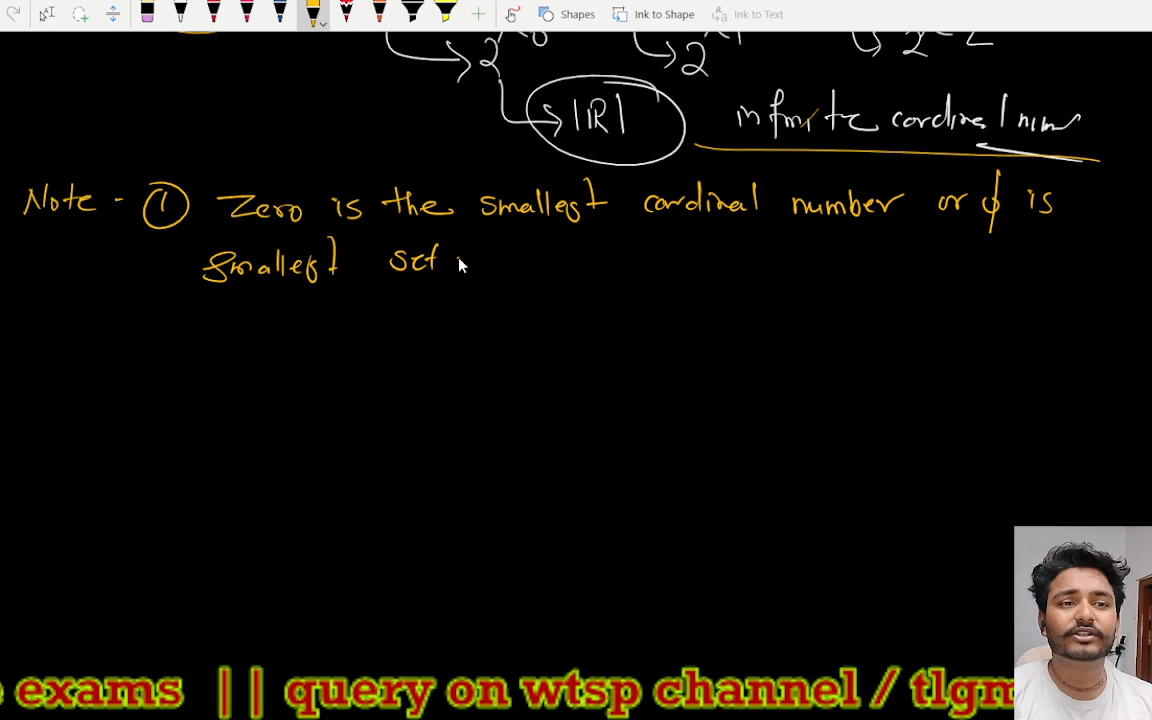 Shapes Ink to Shape Ink to Text
2
2
|ℝ| infinite cardinal num
Note - ① Zero is the smallest cardinal number or ϕ is
smallest set
exams || query on wtsp channel / tlgm